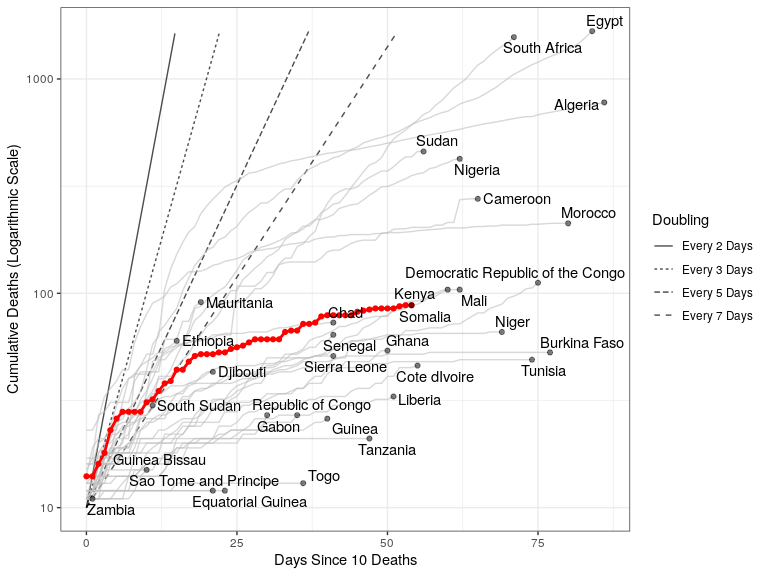 Egypt
South Africa
Algeria
Sudan
Nigeria
Cameroon
Morocco
Democratic Republic of the Congo
Kenya
Mali
Mauritania
Chad
Somalia
Niger
Ethiopia
Senegal
Ghana
Burkina Faso
Sierra Leone
Djibouti
Cote dIvoire
Tunisia
South Sudan
Republic of Congo
Liberia
Gabon
Guinea
Tanzania
Guinea Bissau
Sao Tome and Principe
Togo
Equatorial Guinea
Zambia
1000
100
10
0
25
50
75
Days Since 10 Deaths
Cumulative Deaths (Logarithmic Scale)
Doubling
Every 2 Days
Every 3 Days
Every 5 Days
Every 7 Days